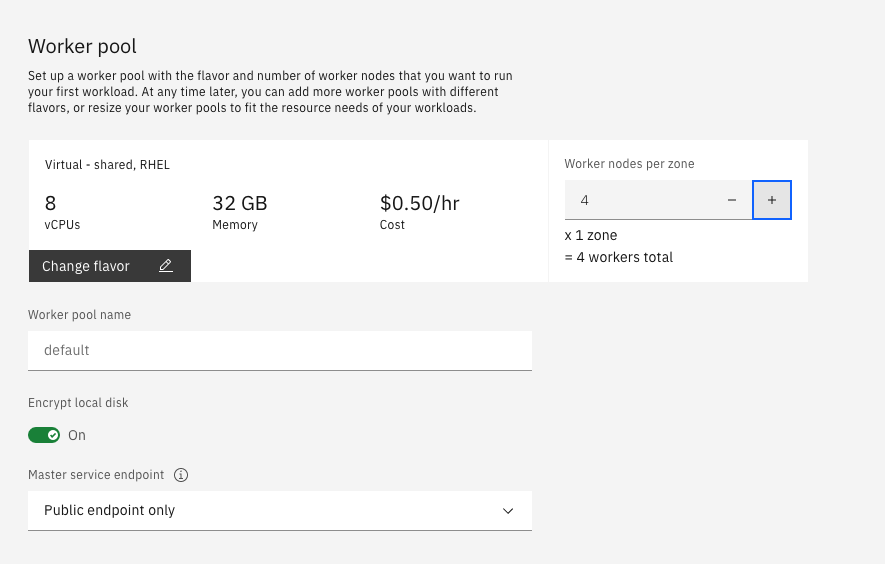 Worker pool
Set up a worker pool with the flavor and number of worker nodes that you want to run
your first workload. At any time later, you can add more worker pools with different
flavors, or resize your worker pools to fit the resource needs of your workloads.
Virtual - shared, RHEL
8
vCPUs
32 GB
Memory
$0.50/hr
Cost
Change flavor
Worker nodes per zone
4
x 1 zone
= 4 workers total
Worker pool name
default
Encrypt local disk
On
Master service endpoint
Public endpoint only